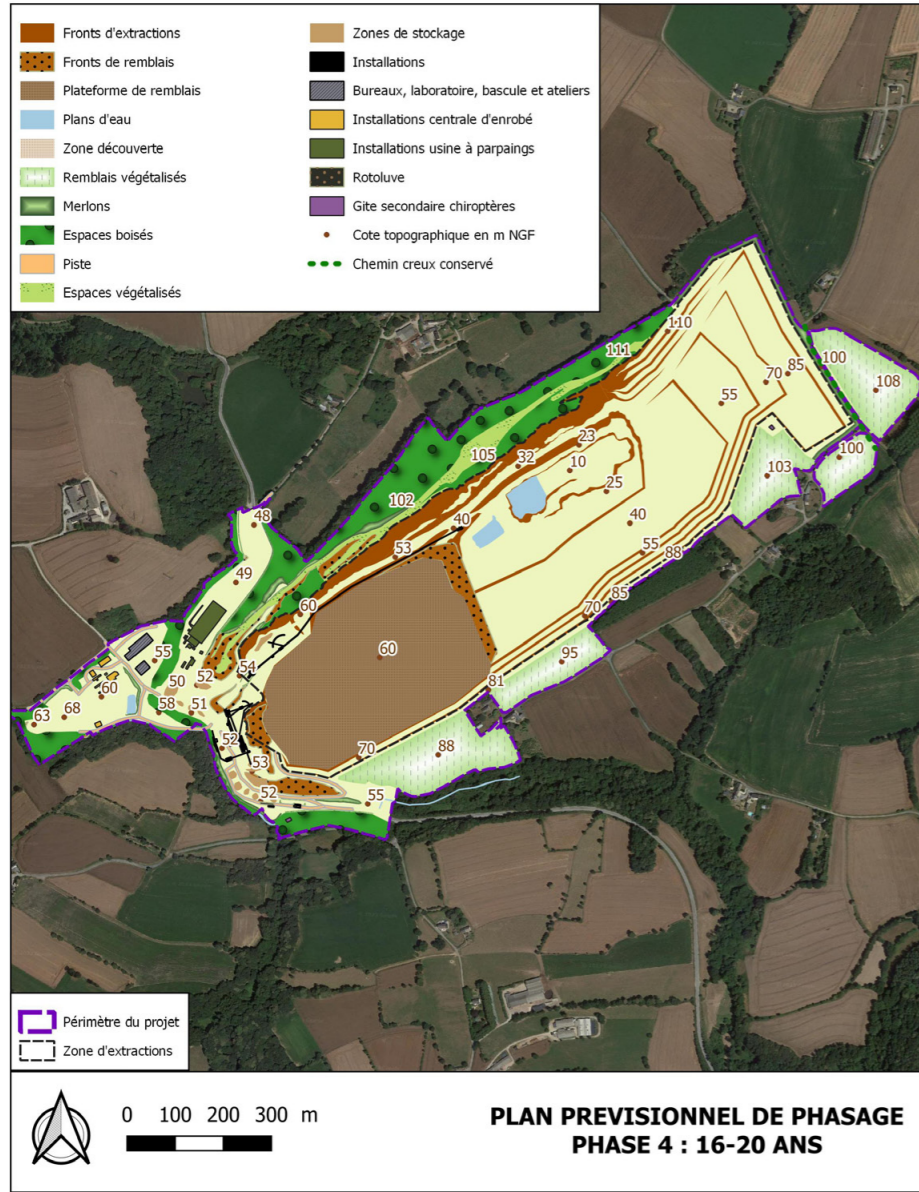 Fronts d'extractions
Fronts de remblais
Plateforme de remblais
Plans d'eau
Zone découverte
Remblais végétalisés
Merlons
Espaces boisés
Piste
Espaces végétalisés
Zones de stockage
Installations
Bureaux, laboratoire, bascule et ateliers
Installations centrale d'enrobé
Installations usine à parpaings
Rotoluve
Gite secondaire chiroptères
Cote topographique en m NGF
Chemin creux conservé
110
111
100
85
70
108
55
105
23
32
10
103
100
102
25
48
40
40
53
55
88
49
85
60
70
60
95
55
54
52
50
81
60
68
58
51
63
52
70
88
53
52
55
Périmètre du projet
Zone d'extractions
0 100 200 300 m
PLAN PREVISIONNEL DE PHASAGE
PHASE 4 : 16-20 ANS